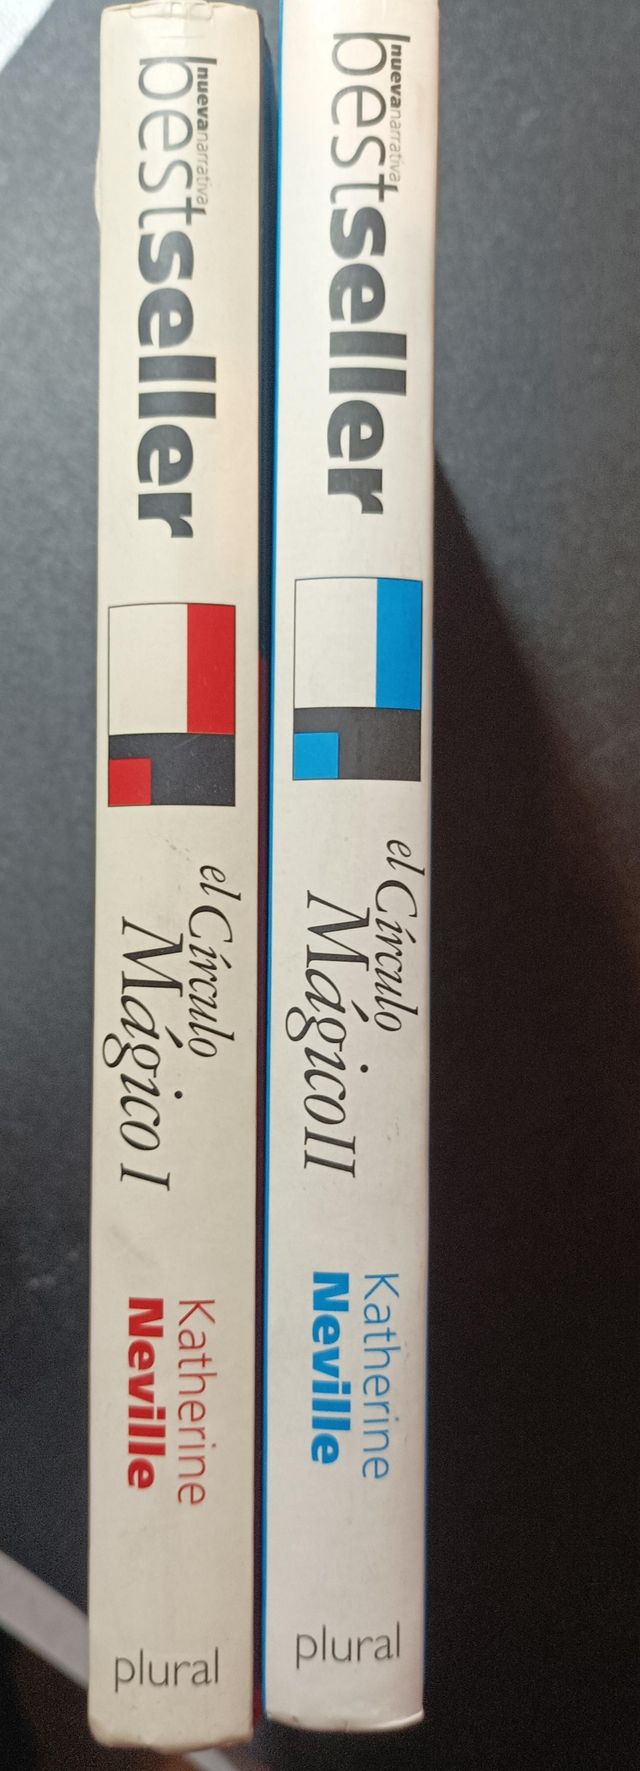 nuevanarrativa
bestseller
el Círculo
Mágico I
Katherine
Neville
plural
nuevanarrativa
bestseller
el Círculo
Mágico II
Katherine
Neville
plural